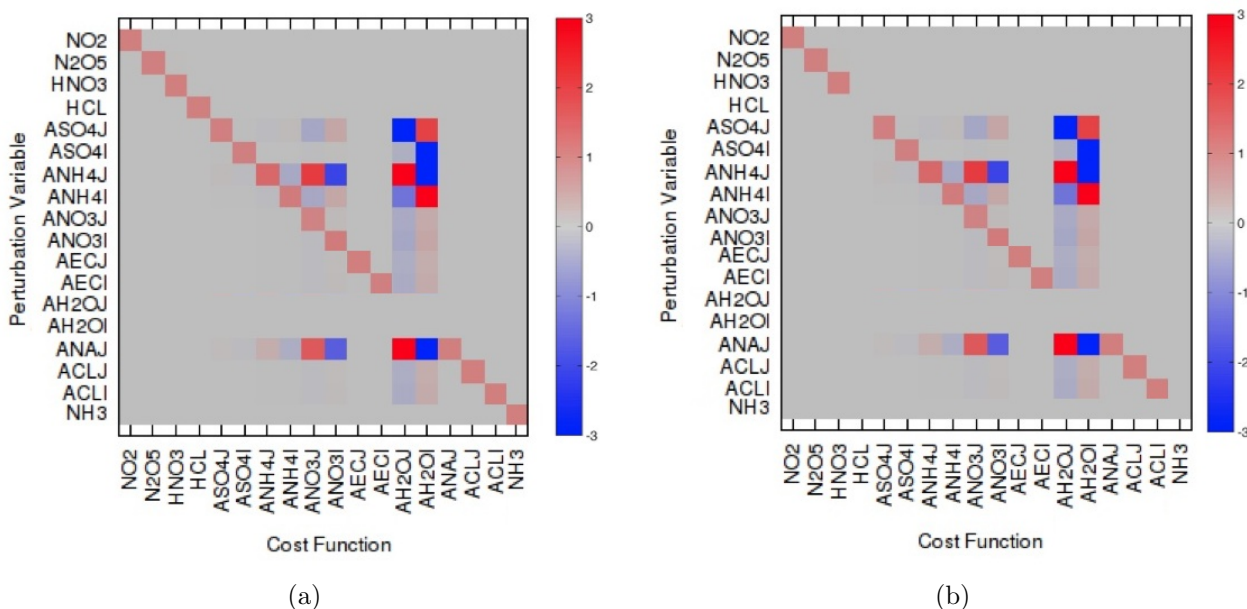 NO2
N2O5
HNO3
HCL
ASO4J
ASO4I
ANH4J
ANH4I
ANO3J
ANO3I
AECJ
AECI
AH2OJ
AH2OI
ANAJ
ACLJ
ACLI
NH3
Perturbation Variable
NO2 N2O5 HNO3 HCL ASO4J ASO4I ANH4J ANH4I ANO3J ANO3I AECJ AECI AH2OJ AH2OI ANAJ ACLJ ACLI NH3
Cost Function
3
2
1
0
-1
-2
-3
(a)
NO2
N2O5
HNO3
HCL
ASO4J
ASO4I
ANH4J
ANH4I
ANO3J
ANO3I
AECJ
AECI
AH2OJ
AH2OI
ANAJ
ACLJ
ACLI
NH3
Perturbation Variable
NO2 N2O5 HNO3 HCL ASO4J ASO4I ANH4J ANH4I ANO3J ANO3I AECJ AECI AH2OJ AH2OI ANAJ ACLJ ACLI NH3
Cost Function
3
2
1
0
-1
-2
-3
(b)